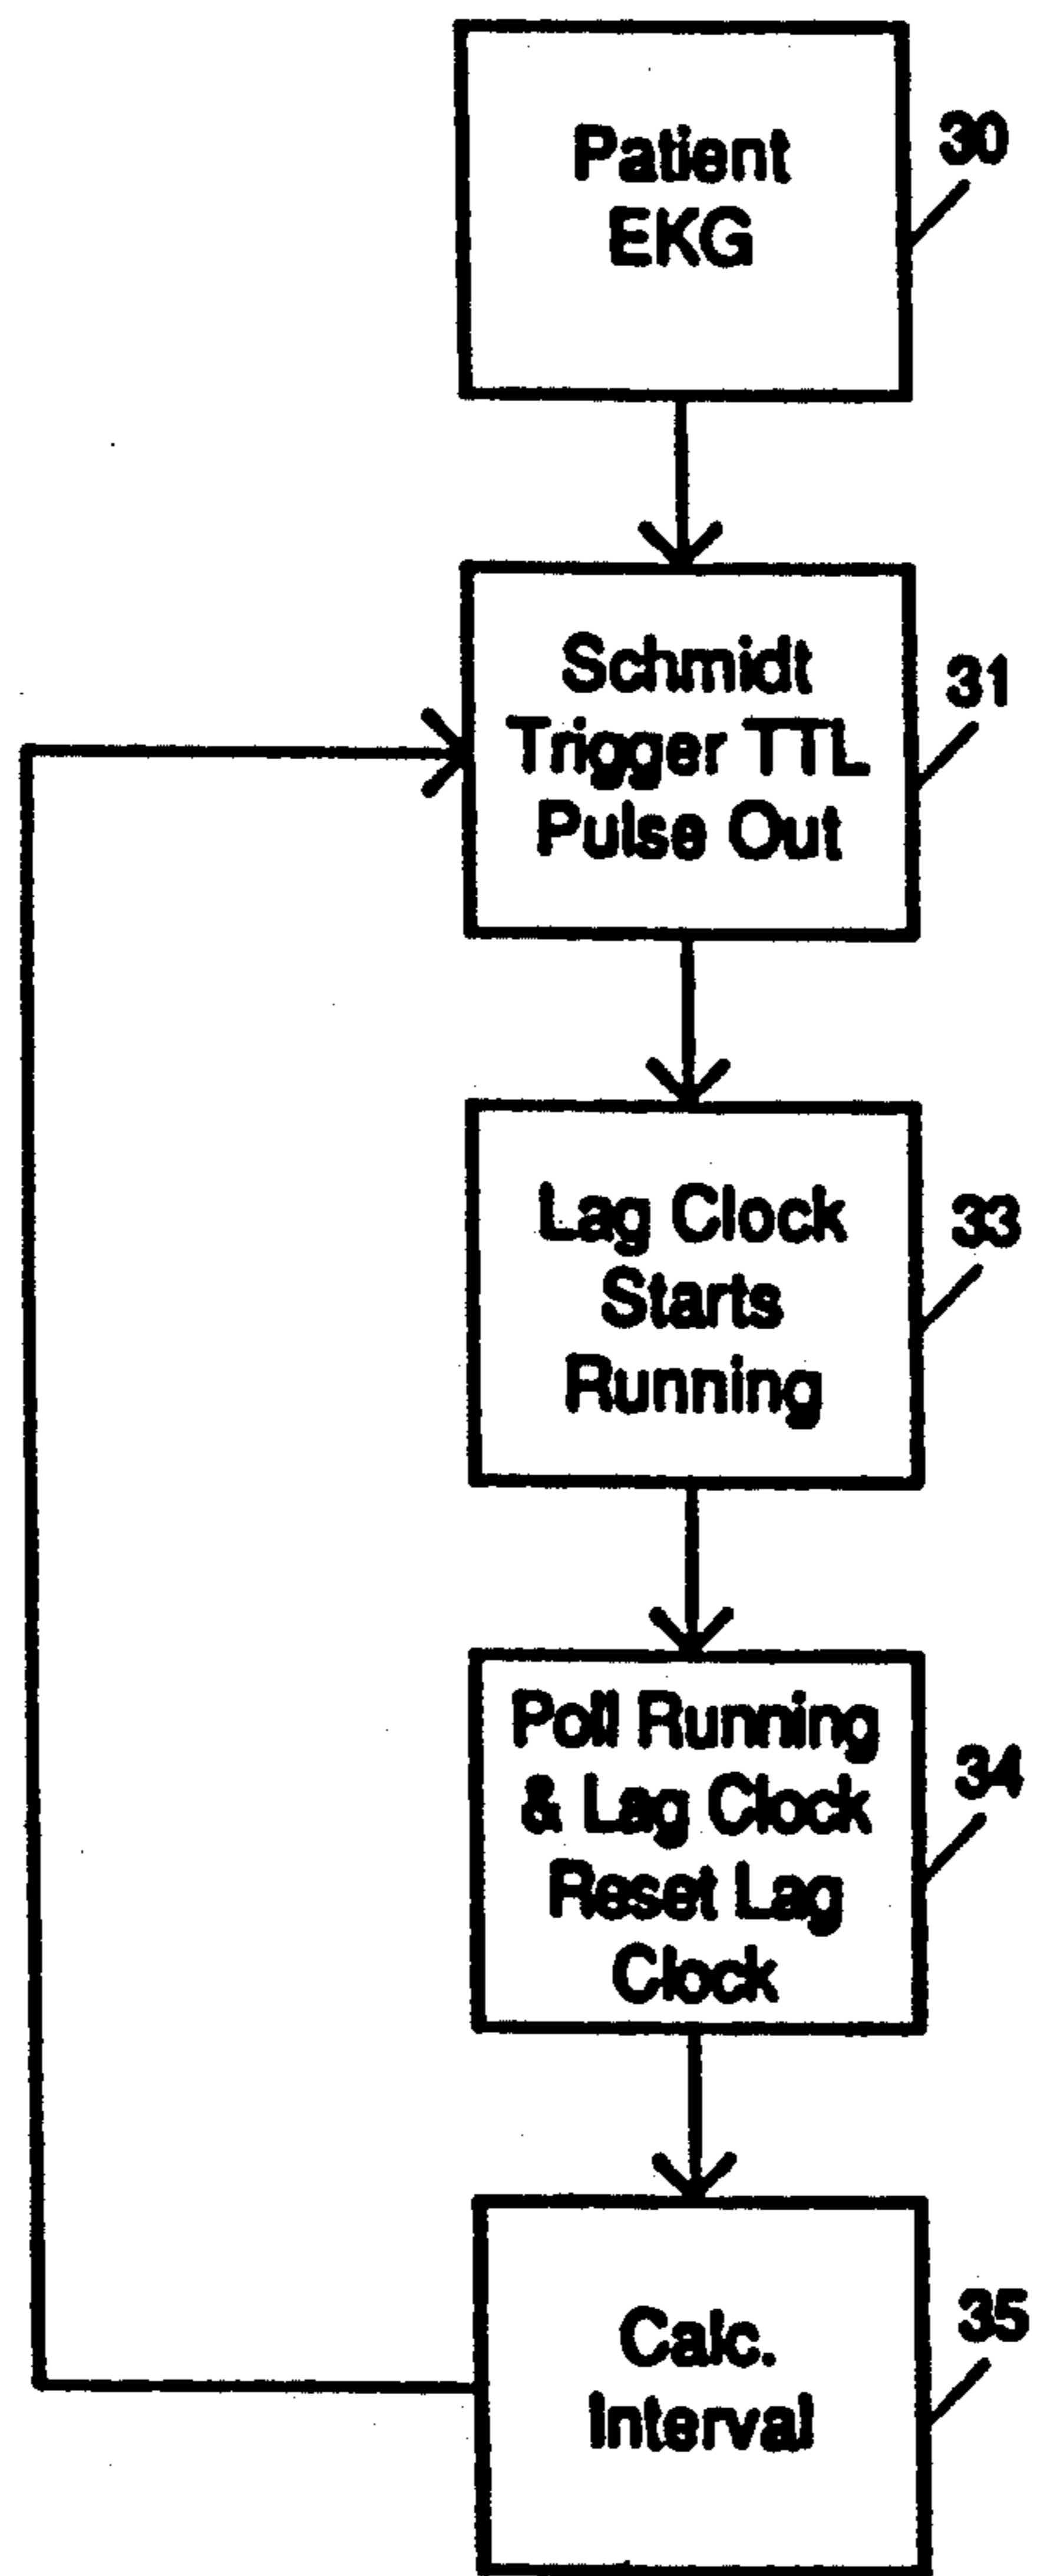 Patient
EKG
30
Schmidt
Trigger TTL
Pulse Out
31
Lag Clock
Starts
Running
33
Poll Running
& Lag Clock
Reset Lag
Clock
34
Calc.
Interval
35